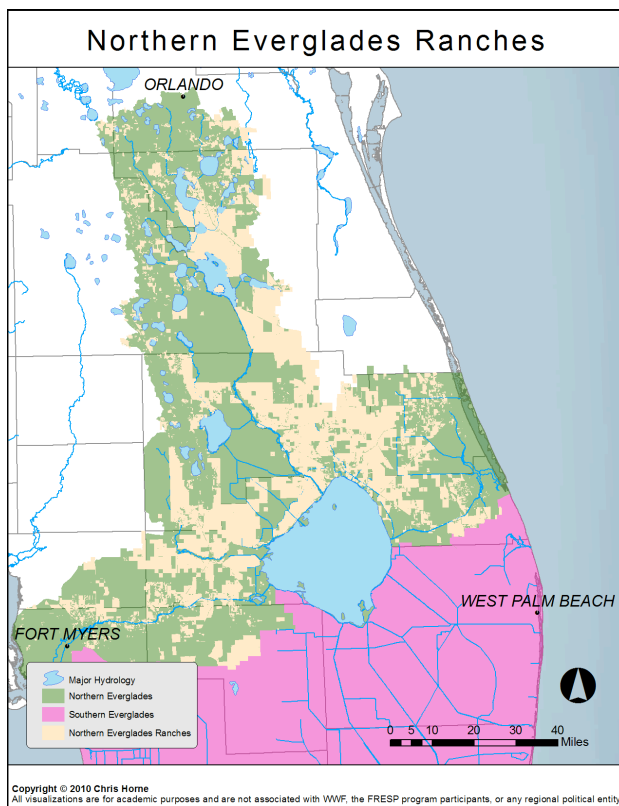 Northern Everglades Ranches
ORLANDO
WEST PALM BEACH
FORT MYERS
Major Hydrology
Northern Everglades
Southern Everglades
Northern Everglades Ranches
0 5 10 20 30 40
Miles
Copyright © 2010 Chris Horne
All visualizations are for academic purposes and are not associated with WWF, the FRESP program participants, or any regional political entity